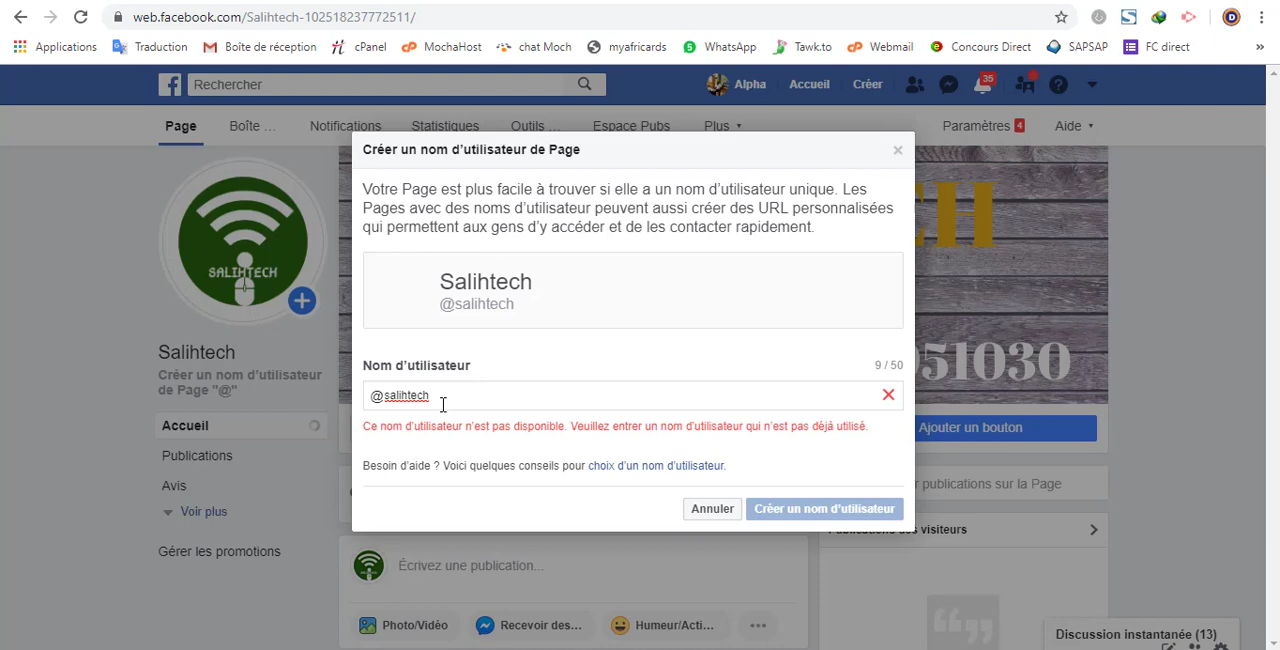 web.facebook.com/Salihtech-102518237772511/
Applications Traduction Boîte de réception cPanel MochaHost chat Moch myafricards WhatsApp Tawk.to Webmail Concours Direct SAPSAP FC direct »
Rechercher
Alpha Accueil Créer 35
Page Boîte … Notifications Statistiques Outils … Espace Pubs Plus Paramètres 4 Aide
Créer un nom d'utilisateur de Page
Votre Page est plus facile à trouver si elle a un nom d'utilisateur unique. Les
Pages avec des noms d'utilisateur peuvent aussi créer des URL personnalisées
qui permettent aux gens d'y accéder et de les contacter rapidement.
Salihtech
@salihtech
Nom d'utilisateur 9 / 50
@salihtech
Ce nom d'utilisateur n'est pas disponible. Veuillez entrer un nom d'utilisateur qui n'est pas déjà utilisé.
Besoin d'aide ? Voici quelques conseils pour choix d'un nom d'utilisateur.
Annuler Créer un nom d'utilisateur
SALIHTECH
Salihtech
Créer un nom d'utilisateur
de Page "@"
Accueil
Publications
Avis
Voir plus
Gérer les promotions
CH
051030
Ajouter un bouton
publications sur la Page
Publications des visiteurs
Écrivez une publication...
Photo/Vidéo Recevoir des... Humeur/Acti...
Discussion instantanée (13)